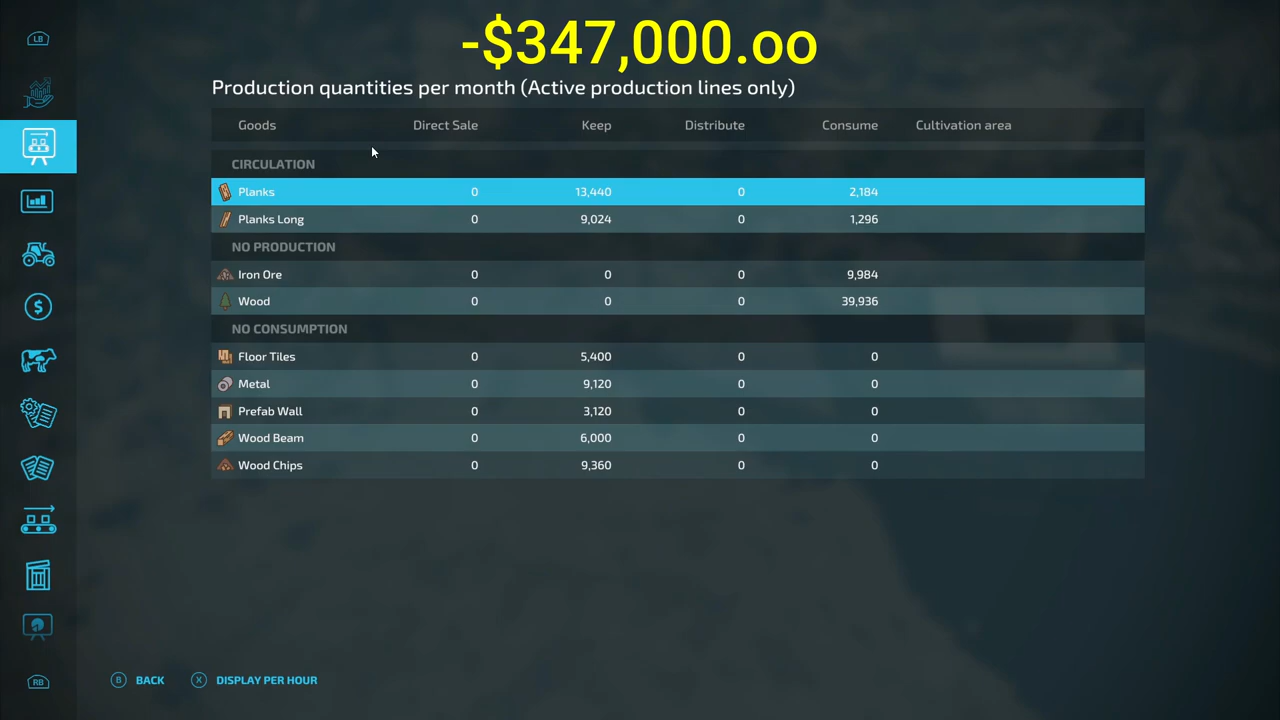 LB
-$347,000.oo
Production quantities per month (Active production lines only)
Goods Direct Sale Keep Distribute Consume Cultivation area
CIRCULATION
Planks 0 13,440 0 2,184
Planks Long 0 9,024 0 1,296
NO PRODUCTION
Iron Ore 0 0 0 9,984
Wood 0 0 0 39,936
NO CONSUMPTION
Floor Tiles 0 5,400 0 0
Metal 0 9,120 0 0
Prefab Wall 0 3,120 0 0
Wood Beam 0 6,000 0 0
Wood Chips 0 9,360 0 0
RB
B BACK X DISPLAY PER HOUR